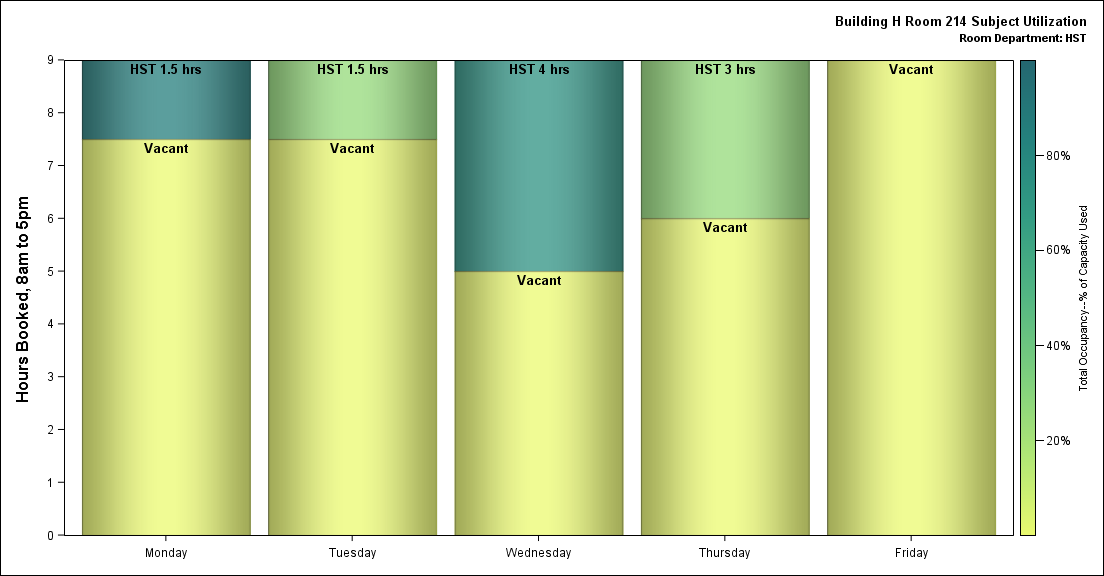 Building H Room 214 Subject Utilization
Room Department: HST
Hours Booked, 8am to 5pm
9
8
7
6
5
4
3
2
1
0
HST 1.5 hrs
Vacant
HST 1.5 hrs
Vacant
HST 4 hrs
Vacant
HST 3 hrs
Vacant
Vacant
Monday
Tuesday
Wednesday
Thursday
Friday
80%
60%
40%
20%
Total Occupancy--% of Capacity Used